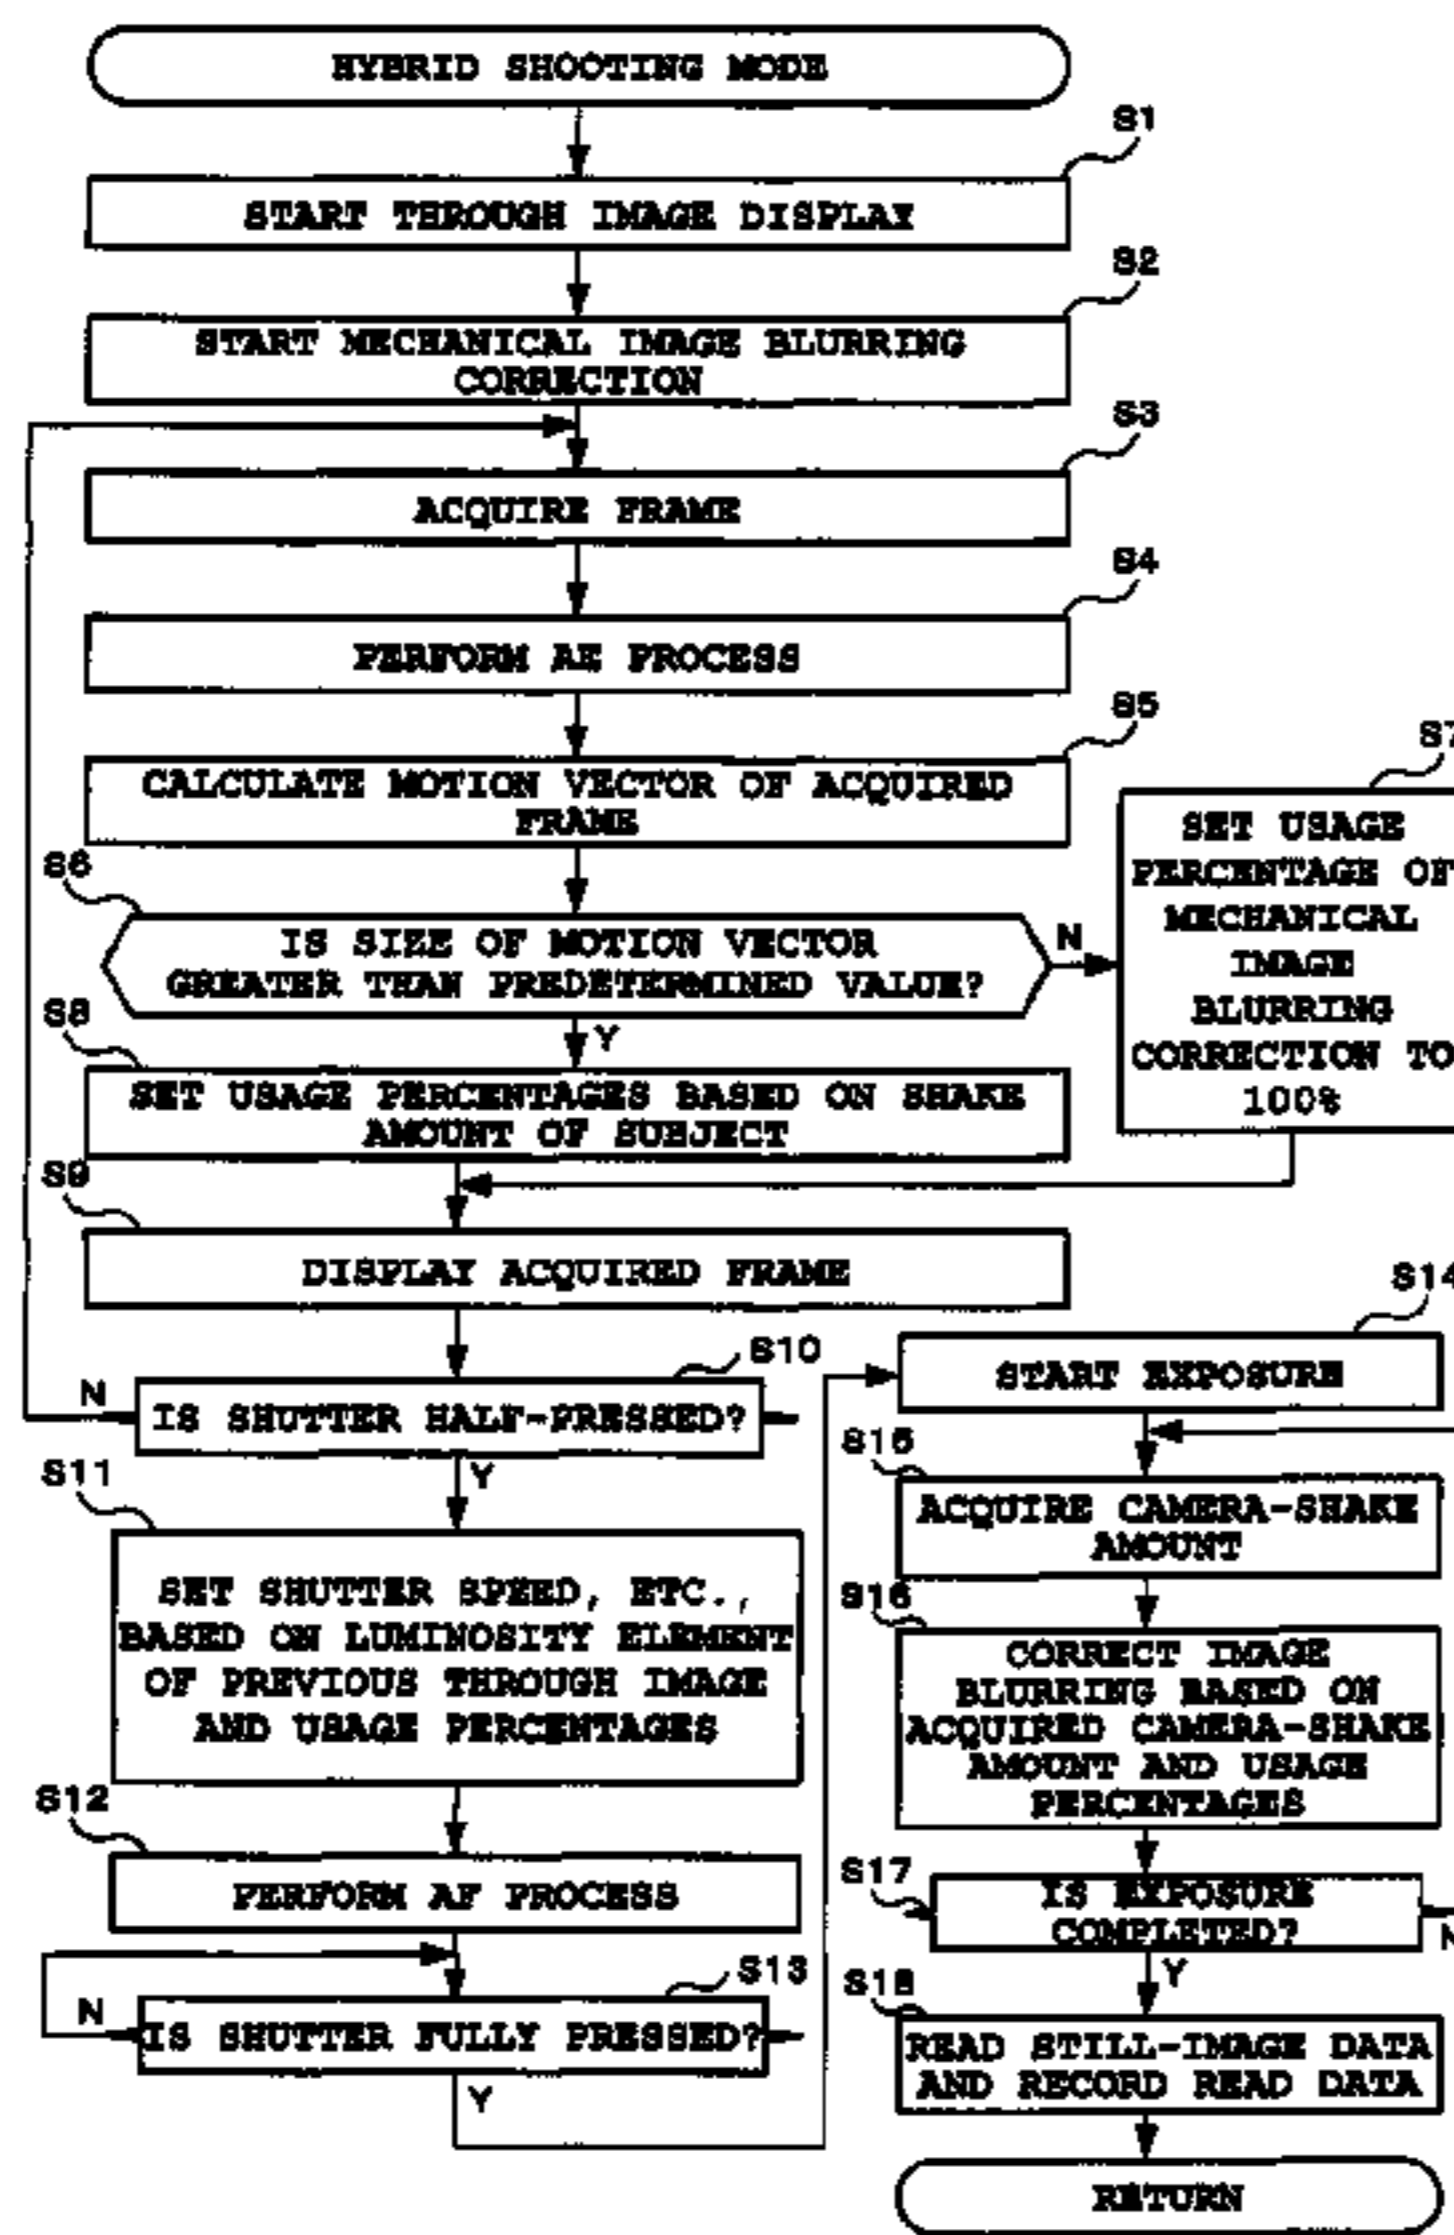 HYBRID SHOOTING MODE
S1
START THROUGH IMAGE DISPLAY
S2
START MECHANICAL IMAGE BLURRING
CORRECTION
S3
ACQUIRE FRAME
S4
PERFORM AE PROCESS
S5
CALCULATE MOTION VECTOR OF ACQUIRED
FRAME
S6
IS SIZE OF MOTION VECTOR
GREATER THAN PREDETERMINED VALUE?
N
Y
S7
SET USAGE
PERCENTAGE OF
MECHANICAL
IMAGE
BLURRING
CORRECTION TO
100%
S8
SET USAGE PERCENTAGES BASED ON SHAKE
AMOUNT OF SUBJECT
S9
DISPLAY ACQUIRED FRAME
S10
N
IS SHUTTER HALF-PRESSED?
Y
S11
SET SHUTTER SPEED, ETC.,
BASED ON LUMINOSITY ELEMENT
OF PREVIOUS THROUGH IMAGE
AND USAGE PERCENTAGES
S12
PERFORM AF PROCESS
S13
N
IS SHUTTER FULLY PRESSED?
Y
S14
START EXPOSURE
S15
ACQUIRE CAMERA-SHAKE
AMOUNT
S16
CORRECT IMAGE
BLURRING BASED ON
ACQUIRED CAMERA-SHAKE
AMOUNT AND USAGE
PERCENTAGES
S17
IS EXPOSURE
COMPLETED?
N
Y
S18
READ STILL-IMAGE DATA
AND RECORD READ DATA
RETURN